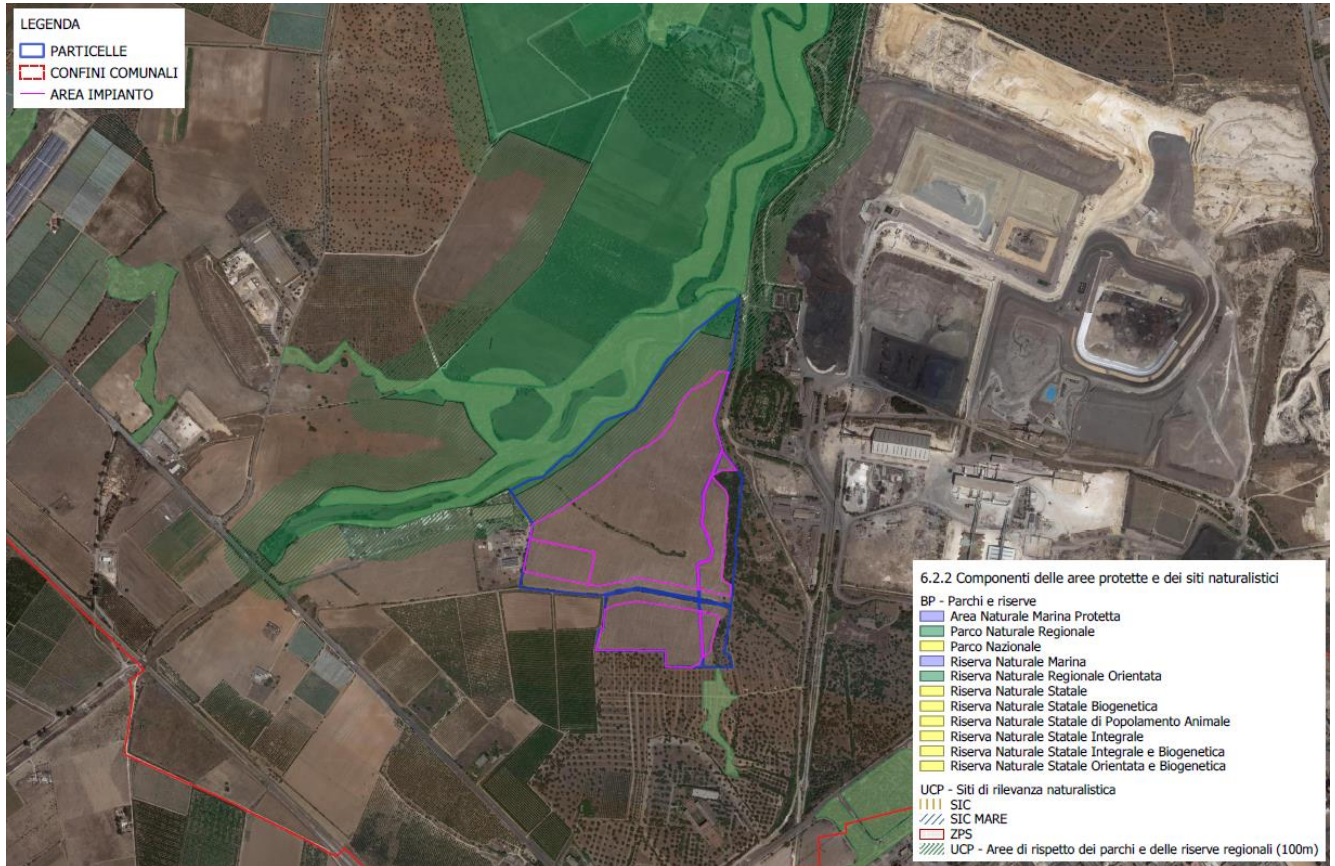 LEGENDA
PARTICELLE
CONFINI COMUNALI
AREA IMPIANTO
6.2.2 Componenti delle aree protette e dei siti naturalistici
BP - Parchi e riserve
Area Naturale Marina Protetta
Parco Naturale Regionale
Parco Nazionale
Riserva Naturale Marina
Riserva Naturale Regionale Orientata
Riserva Naturale Statale
Riserva Naturale Statale Biogenetica
Riserva Naturale Statale di Popolamento Animale
Riserva Naturale Statale Integrale
Riserva Naturale Statale Integrale e Biogenetica
Riserva Naturale Statale Orientata e Biogenetica
UCP - Siti di rilevanza naturalistica
SIC
SIC MARE
ZPS
UCP - Aree di rispetto dei parchi e delle riserve regionali (100m)